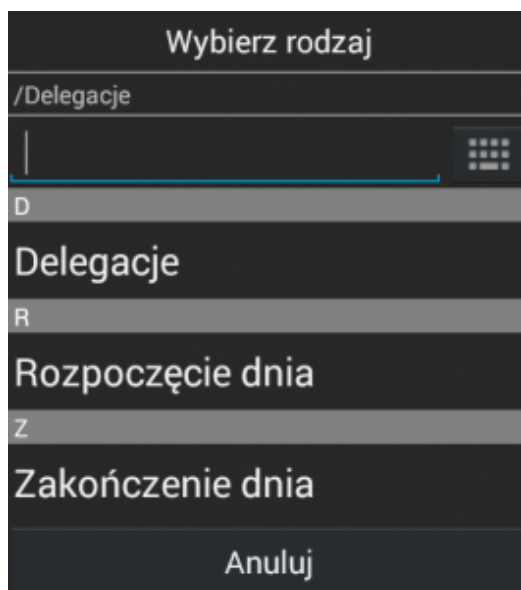 Wybierz rodzaj
/Delegacje
D
Delegacje
R
Rozpoczęcie dnia
Z
Zakończenie dnia
Anuluj